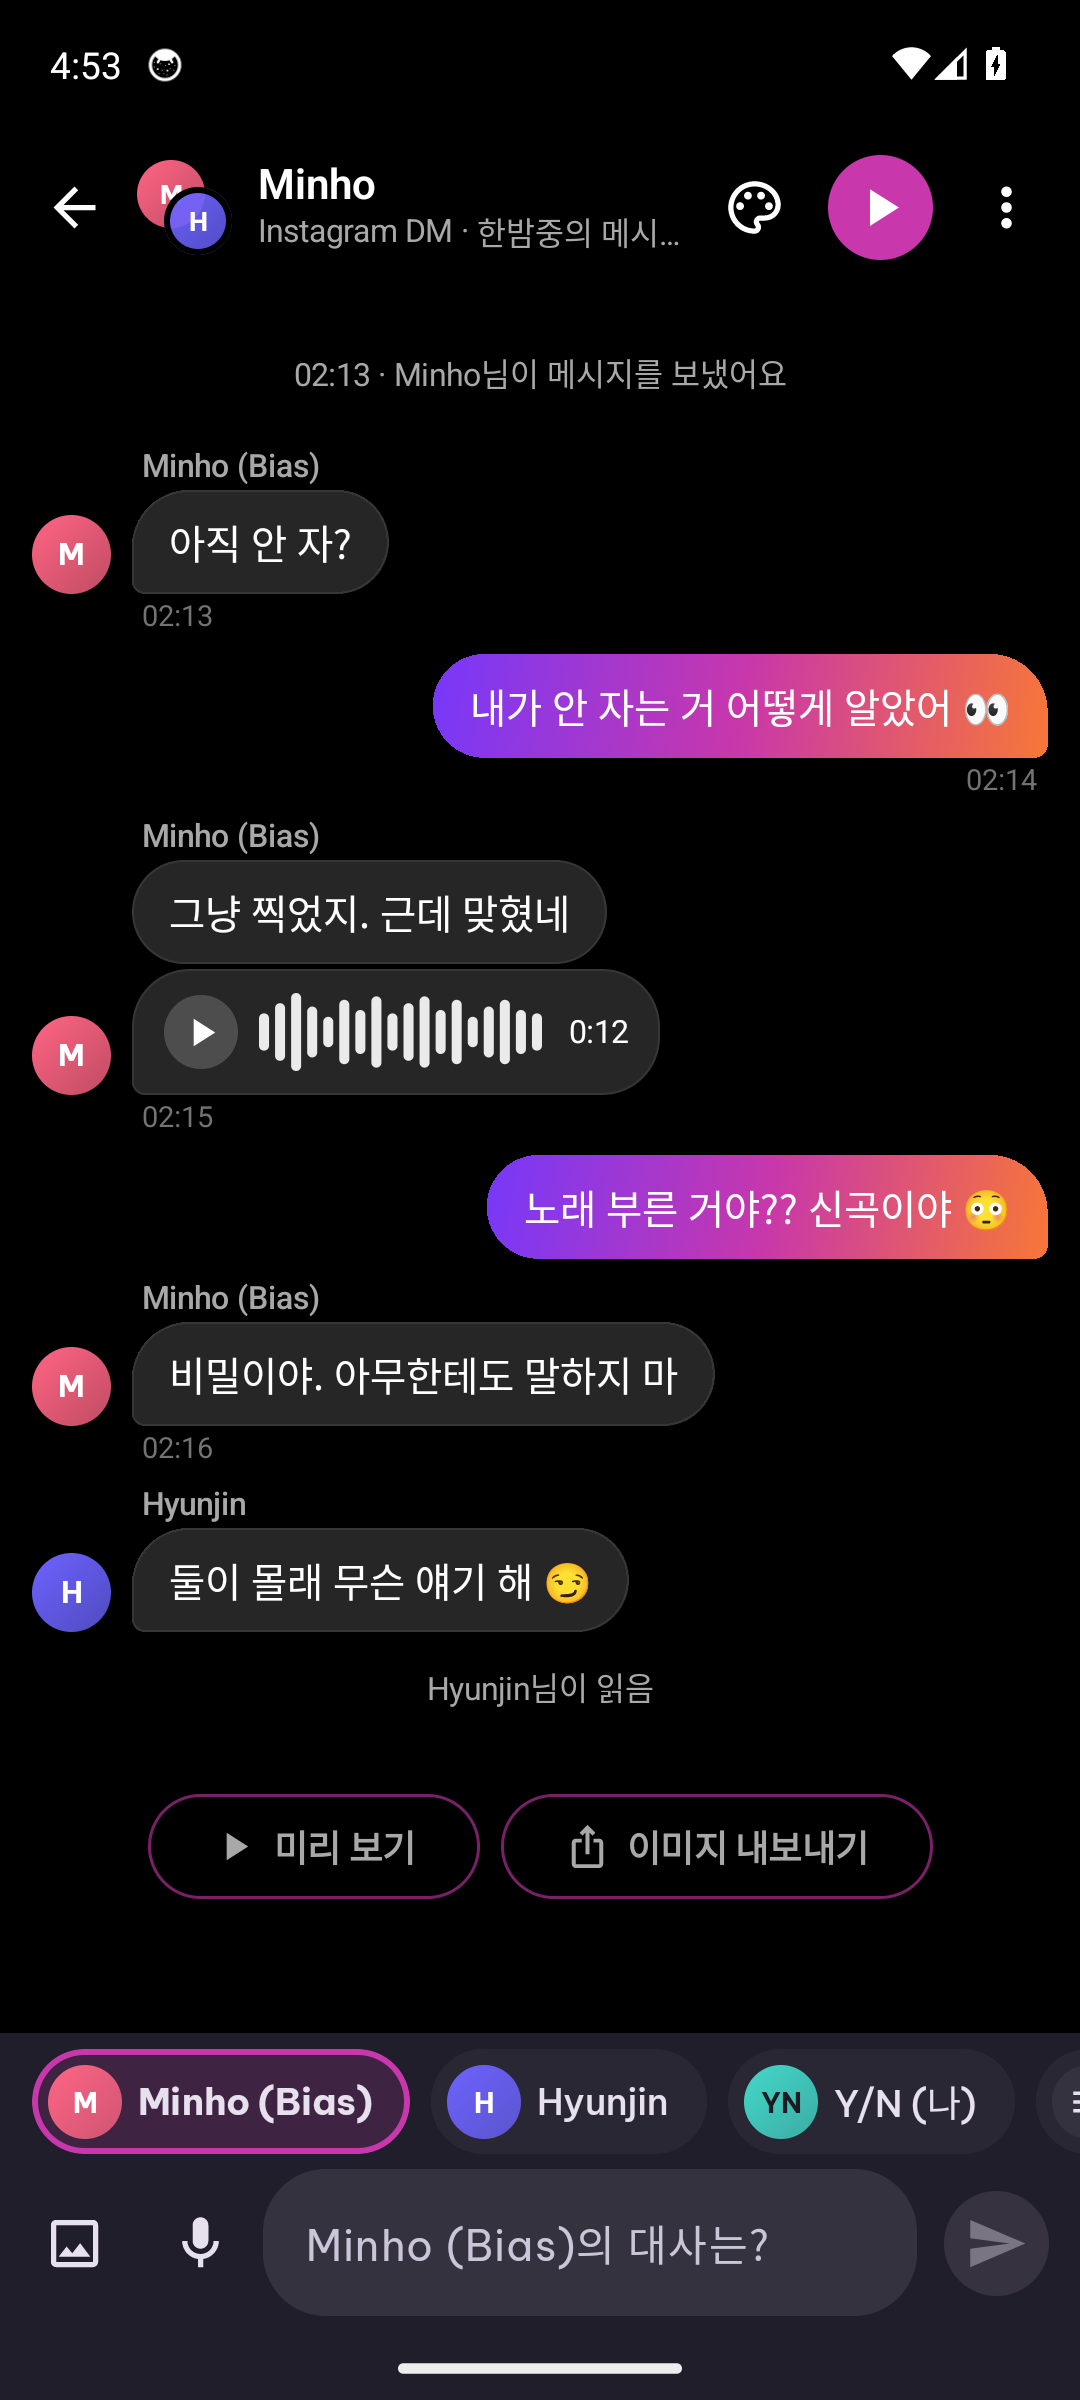 4:53
M
H
Minho
Instagram DM · 한밤중의 메시...
02:13 · Minho님이 메시지를 보냈어요
Minho (Bias)
M
아직 안 자?
02:13
내가 안 자는 거 어떻게 알았어 👀
02:14
Minho (Bias)
그냥 찍었지. 근데 맞혔네
M
0:12
02:15
노래 부른 거야?? 신곡이야 😳
Minho (Bias)
M
비밀이야. 아무한테도 말하지 마
02:16
Hyunjin
H
둘이 몰래 무슨 얘기 해 😏
Hyunjin님이 읽음
미리 보기
이미지 내보내기
M
Minho (Bias)
H
Hyunjin
YN
Y/N (나)
Minho (Bias)의 대사는?